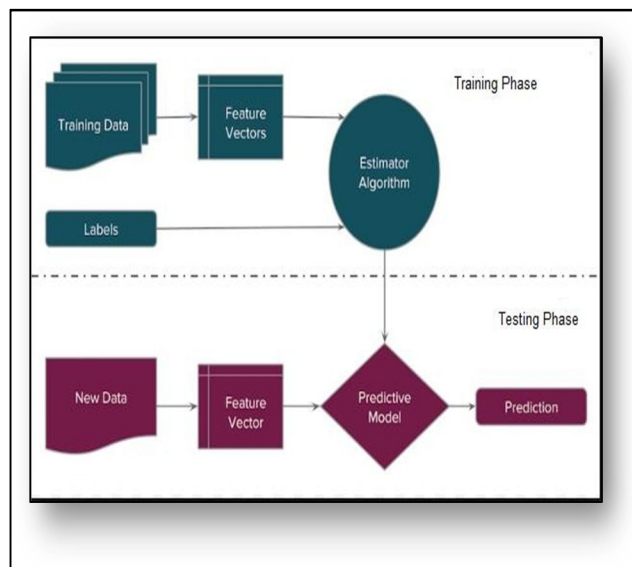 Training Phase
Training Data
Feature
Vectors
Estimator
Algorithm
Labels
Testing Phase
New Data
Feature
Vector
Predictive
Model
Prediction